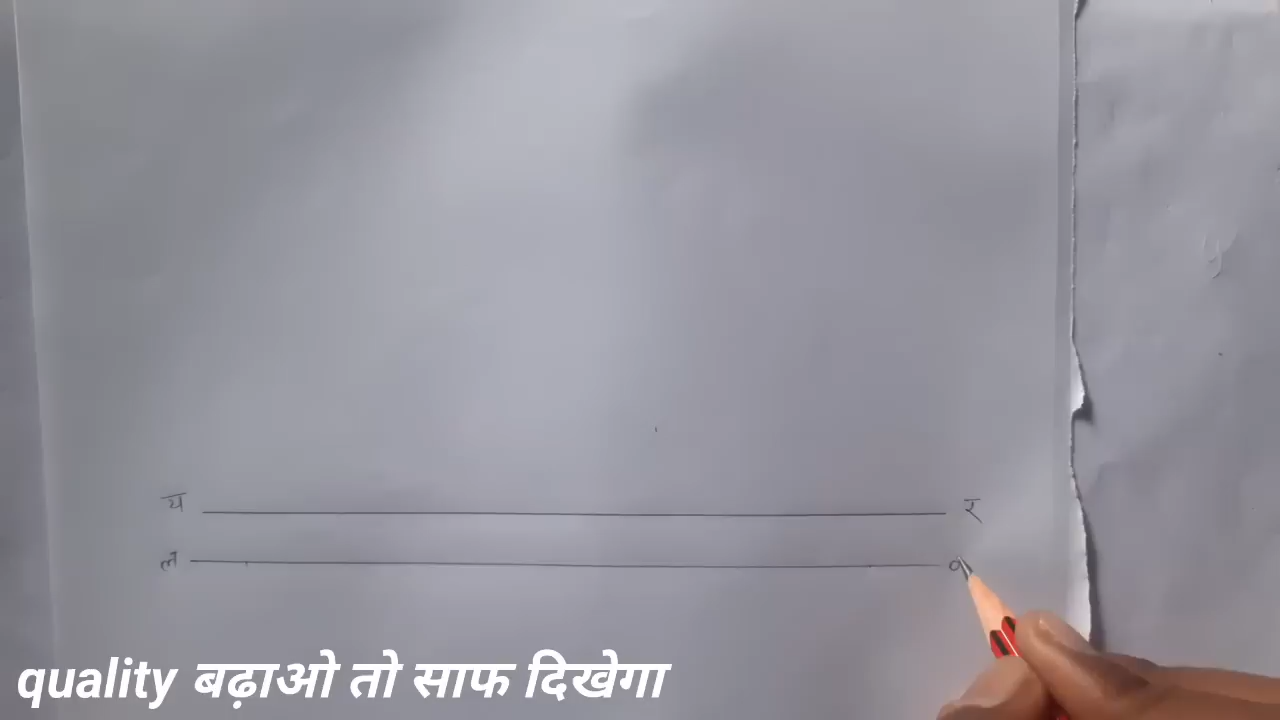 य र
ल
quality बढ़ाओ तो साफ दिखेगा